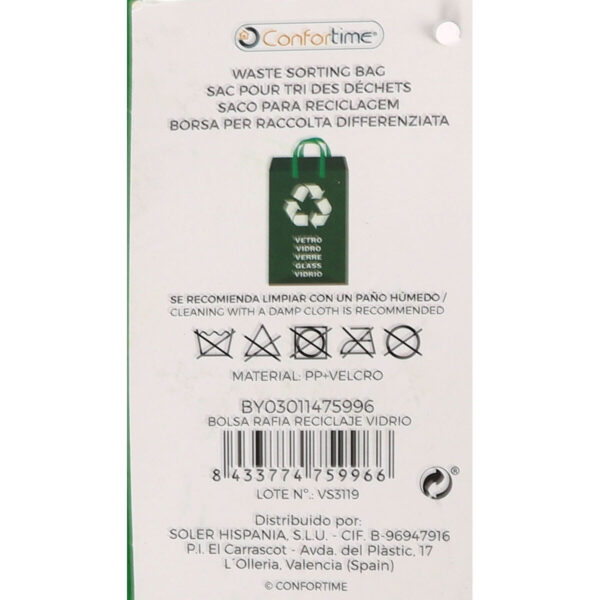 Confortime®
WASTE SORTING BAG
SAC POUR TRI DES DÉCHETS
SACO PARA RECICLAGEM
BORSA PER RACCOLTA DIFFERENZIATA
VETRO
VIDRO
VERRE
GLASS
VIDRIO
SE RECOMIENDA LIMPIAR CON UN PAÑO HÚMEDO /
CLEANING WITH A DAMP CLOTH IS RECOMMENDED
MATERIAL: PP+VELCRO
BY03011475996
BOLSA RAFIA RECICLAJE VIDRIO
8 433774 759966
LOTE Nº.: VS3119
Distribuido por:
SOLER HISPANIA, S.L.U. - CIF. B-96947916
P.I. El Carrascot - Avda. del Plàstic, 17
L´Olleria, Valencia (Spain)
© CONFORTIME